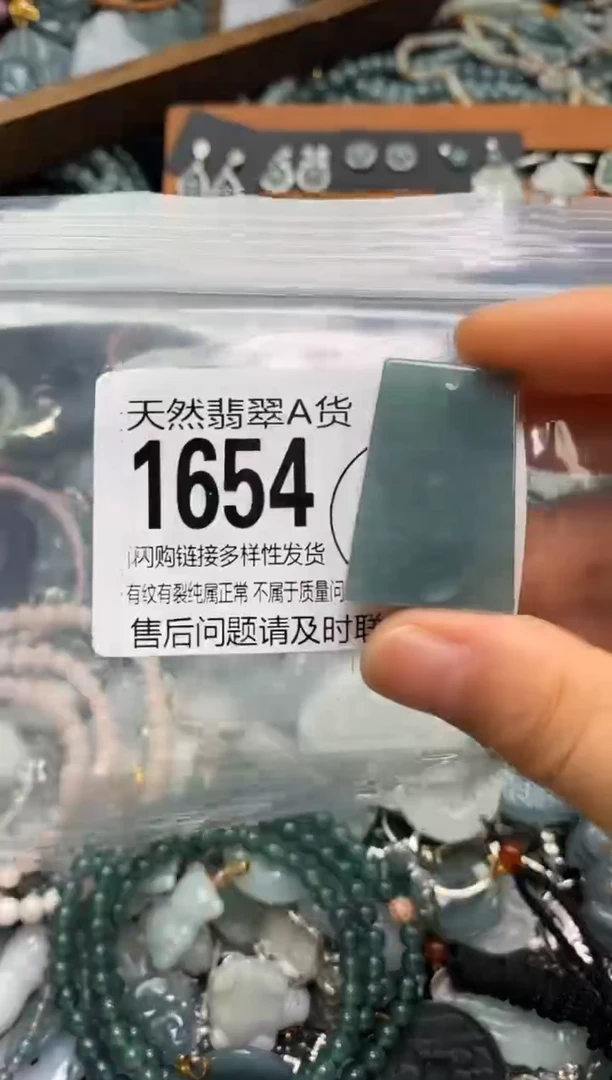 天然翡翠A货
1654
闪购链接多样性发货
有纹有裂纯属正常 不属于质量问
售后问题请及时联